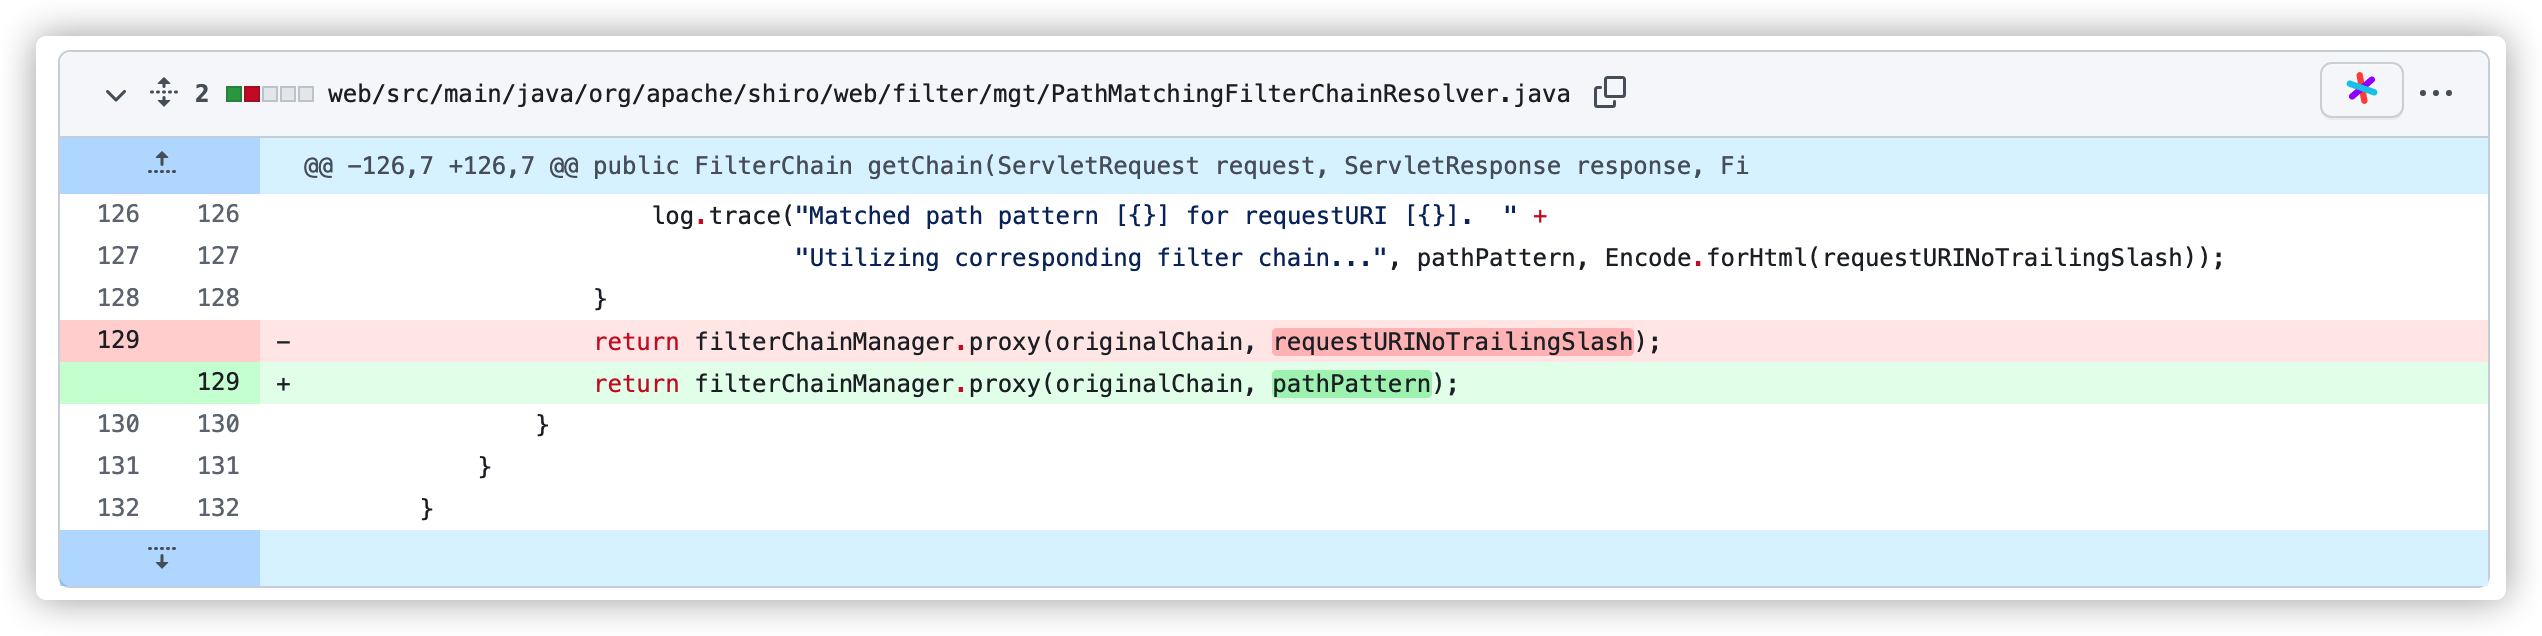 2 web/src/main/java/org/apache/shiro/web/filter/mgt/PathMatchingFilterChainResolver.java
@@ -126,7 +126,7 @@ public FilterChain getChain(ServletRequest request, ServletResponse response, Fi
126 126 log.trace("Matched path pattern [{}] for requestURI [{}].  " +
127 127 "Utilizing corresponding filter chain...", pathPattern, Encode.forHtml(requestURINoTrailingSlash));
128 128 }
129 - return filterChainManager.proxy(originalChain, requestURINoTrailingSlash);
129 + return filterChainManager.proxy(originalChain, pathPattern);
130 130 }
131 131 }
132 132 }